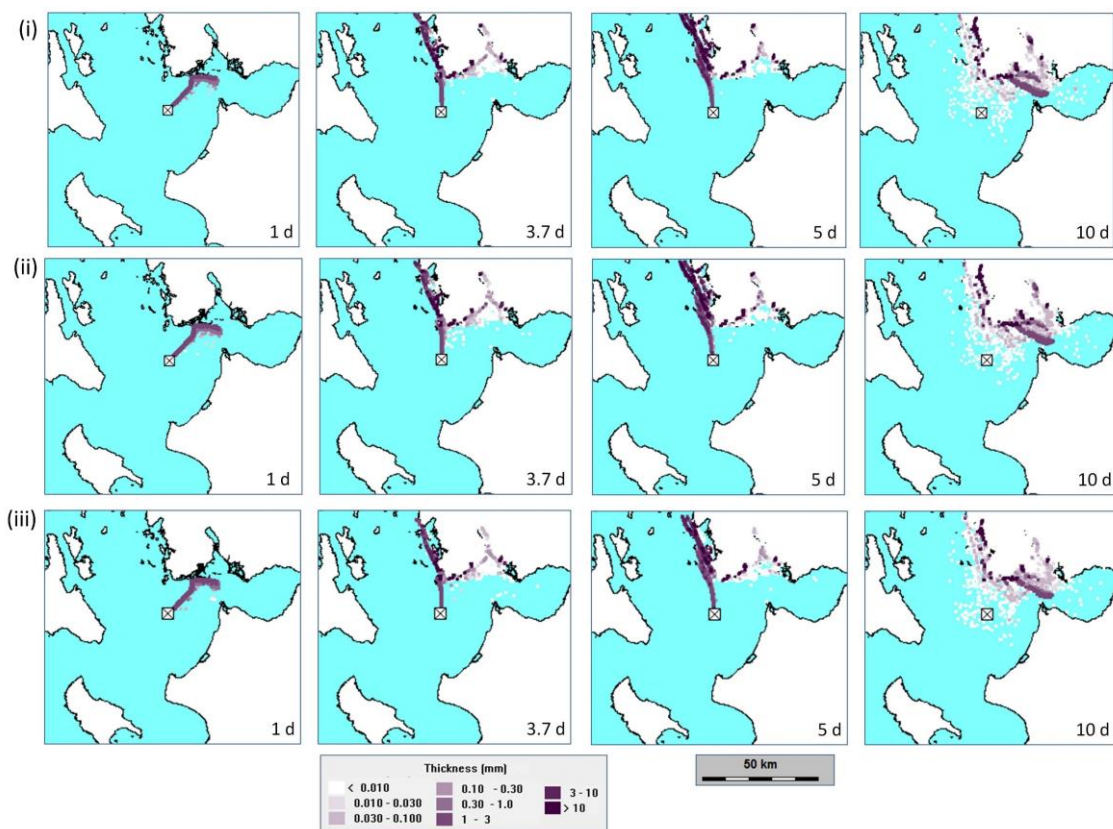 (i)
1 d
3.7 d
5 d
10 d
(ii)
1 d
3.7 d
5 d
10 d
(iii)
1 d
3.7 d
5 d
10 d
Thickness (mm)
< 0.010
0.010 - 0.030
0.030 - 0.100
0.10 - 0.30
0.30 - 1.0
1 - 3
3 - 10
> 10
50 km